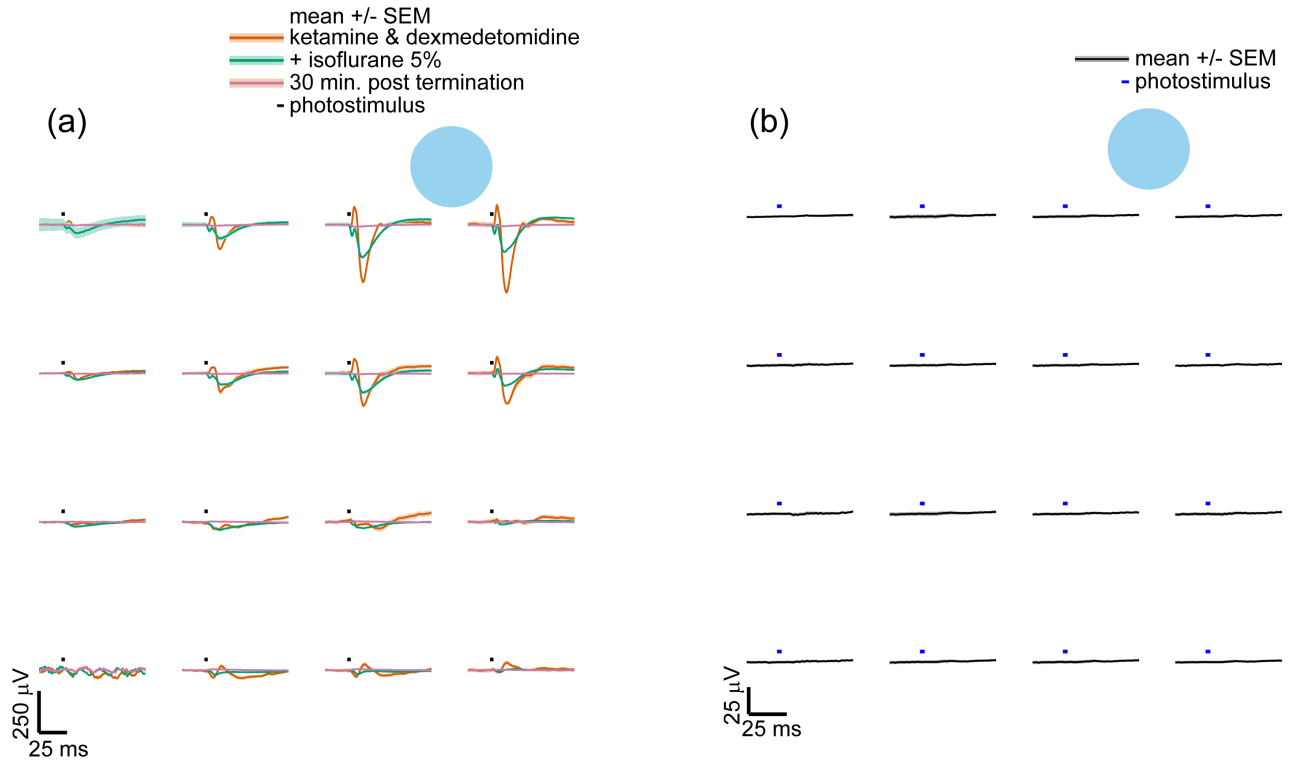 mean +/- SEM
ketamine & dexmedetomidine
+ isoflurane 5%
30 min. post termination
photostimulus
(a)
250 μV
25 ms
mean +/- SEM
photostimulus
(b)
25 μV
25 ms